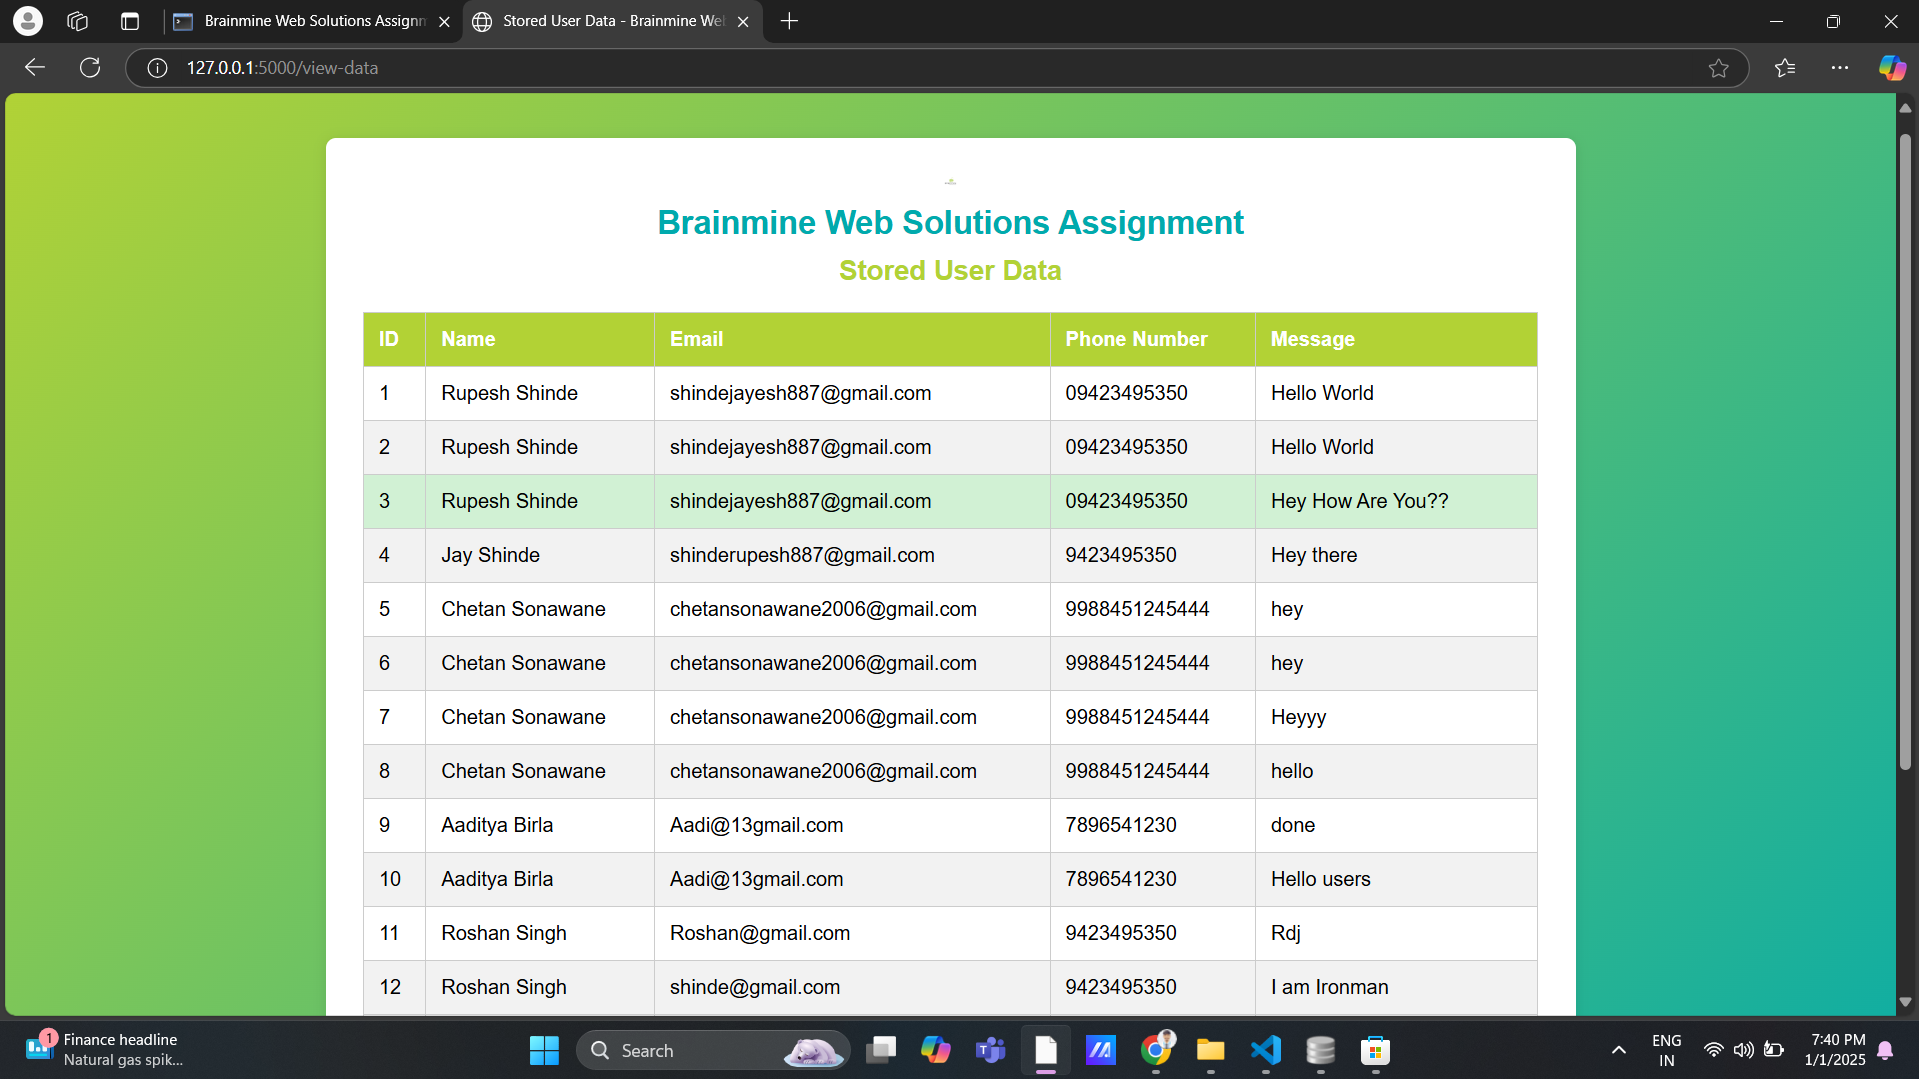 Brainmine Web Solutions Assignm
Stored User Data - Brainmine We
127.0.0.1:5000/view-data
Brainmine Web Solutions Assignment
Stored User Data
ID Name Email Phone Number Message
1 Rupesh Shinde shindejayesh887@gmail.com 09423495350 Hello World
2 Rupesh Shinde shindejayesh887@gmail.com 09423495350 Hello World
3 Rupesh Shinde shindejayesh887@gmail.com 09423495350 Hey How Are You??
4 Jay Shinde shinderupesh887@gmail.com 9423495350 Hey there
5 Chetan Sonawane chetansonawane2006@gmail.com 9988451245444 hey
6 Chetan Sonawane chetansonawane2006@gmail.com 9988451245444 hey
7 Chetan Sonawane chetansonawane2006@gmail.com 9988451245444 Heyyy
8 Chetan Sonawane chetansonawane2006@gmail.com 9988451245444 hello
9 Aaditya Birla Aadi@13gmail.com 7896541230 done
10 Aaditya Birla Aadi@13gmail.com 7896541230 Hello users
11 Roshan Singh Roshan@gmail.com 9423495350 Rdj
12 Roshan Singh shinde@gmail.com 9423495350 I am Ironman
1
Finance headline
Natural gas spik...
Search
ENG
IN
7:40 PM
1/1/2025